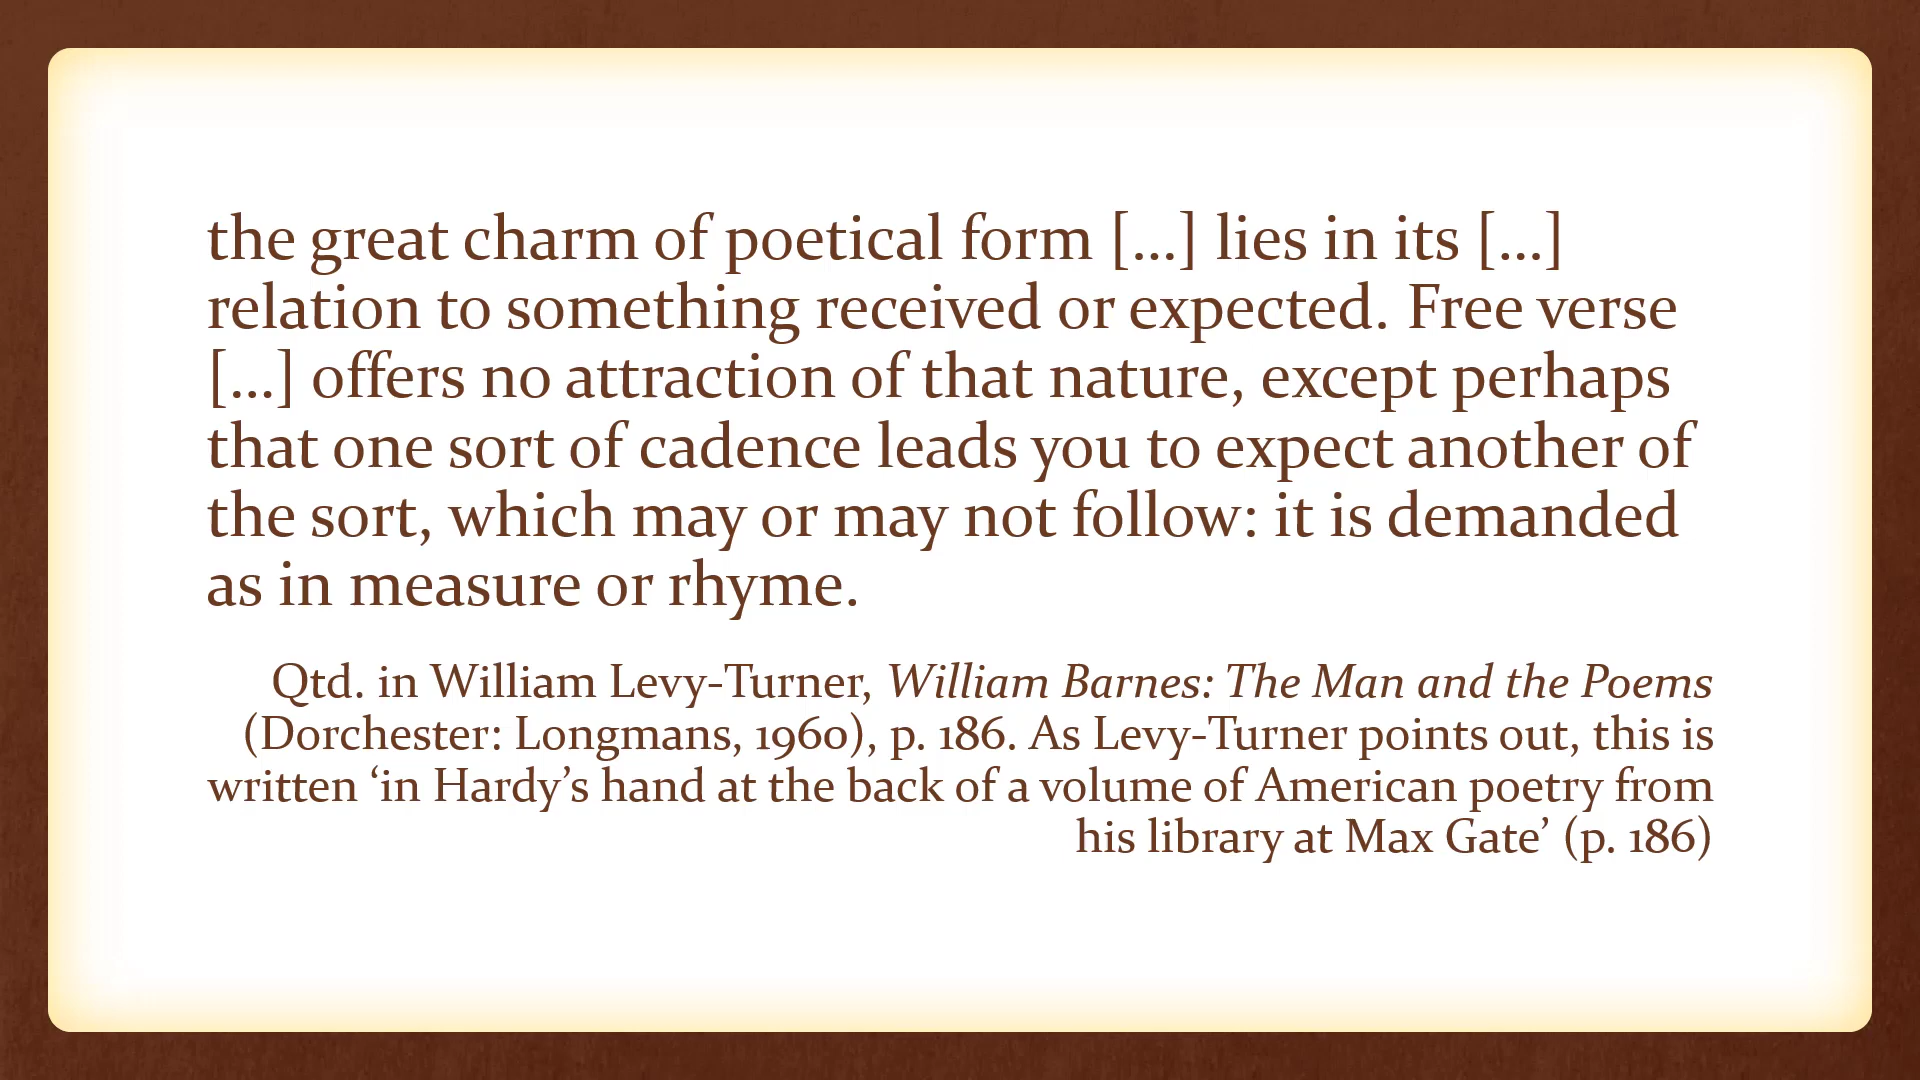 the great charm of poetical form [...] lies in its [...]
relation to something received or expected. Free verse
[...] offers no attraction of that nature, except perhaps
that one sort of cadence leads you to expect another of
the sort, which may or may not follow: it is demanded
as in measure or rhyme.
Qtd. in William Levy-Turner, William Barnes: The Man and the Poems
(Dorchester: Longmans, 1960), p. 186. As Levy-Turner points out, this is
written ‘in Hardy’s hand at the back of a volume of American poetry from
his library at Max Gate’ (p. 186)